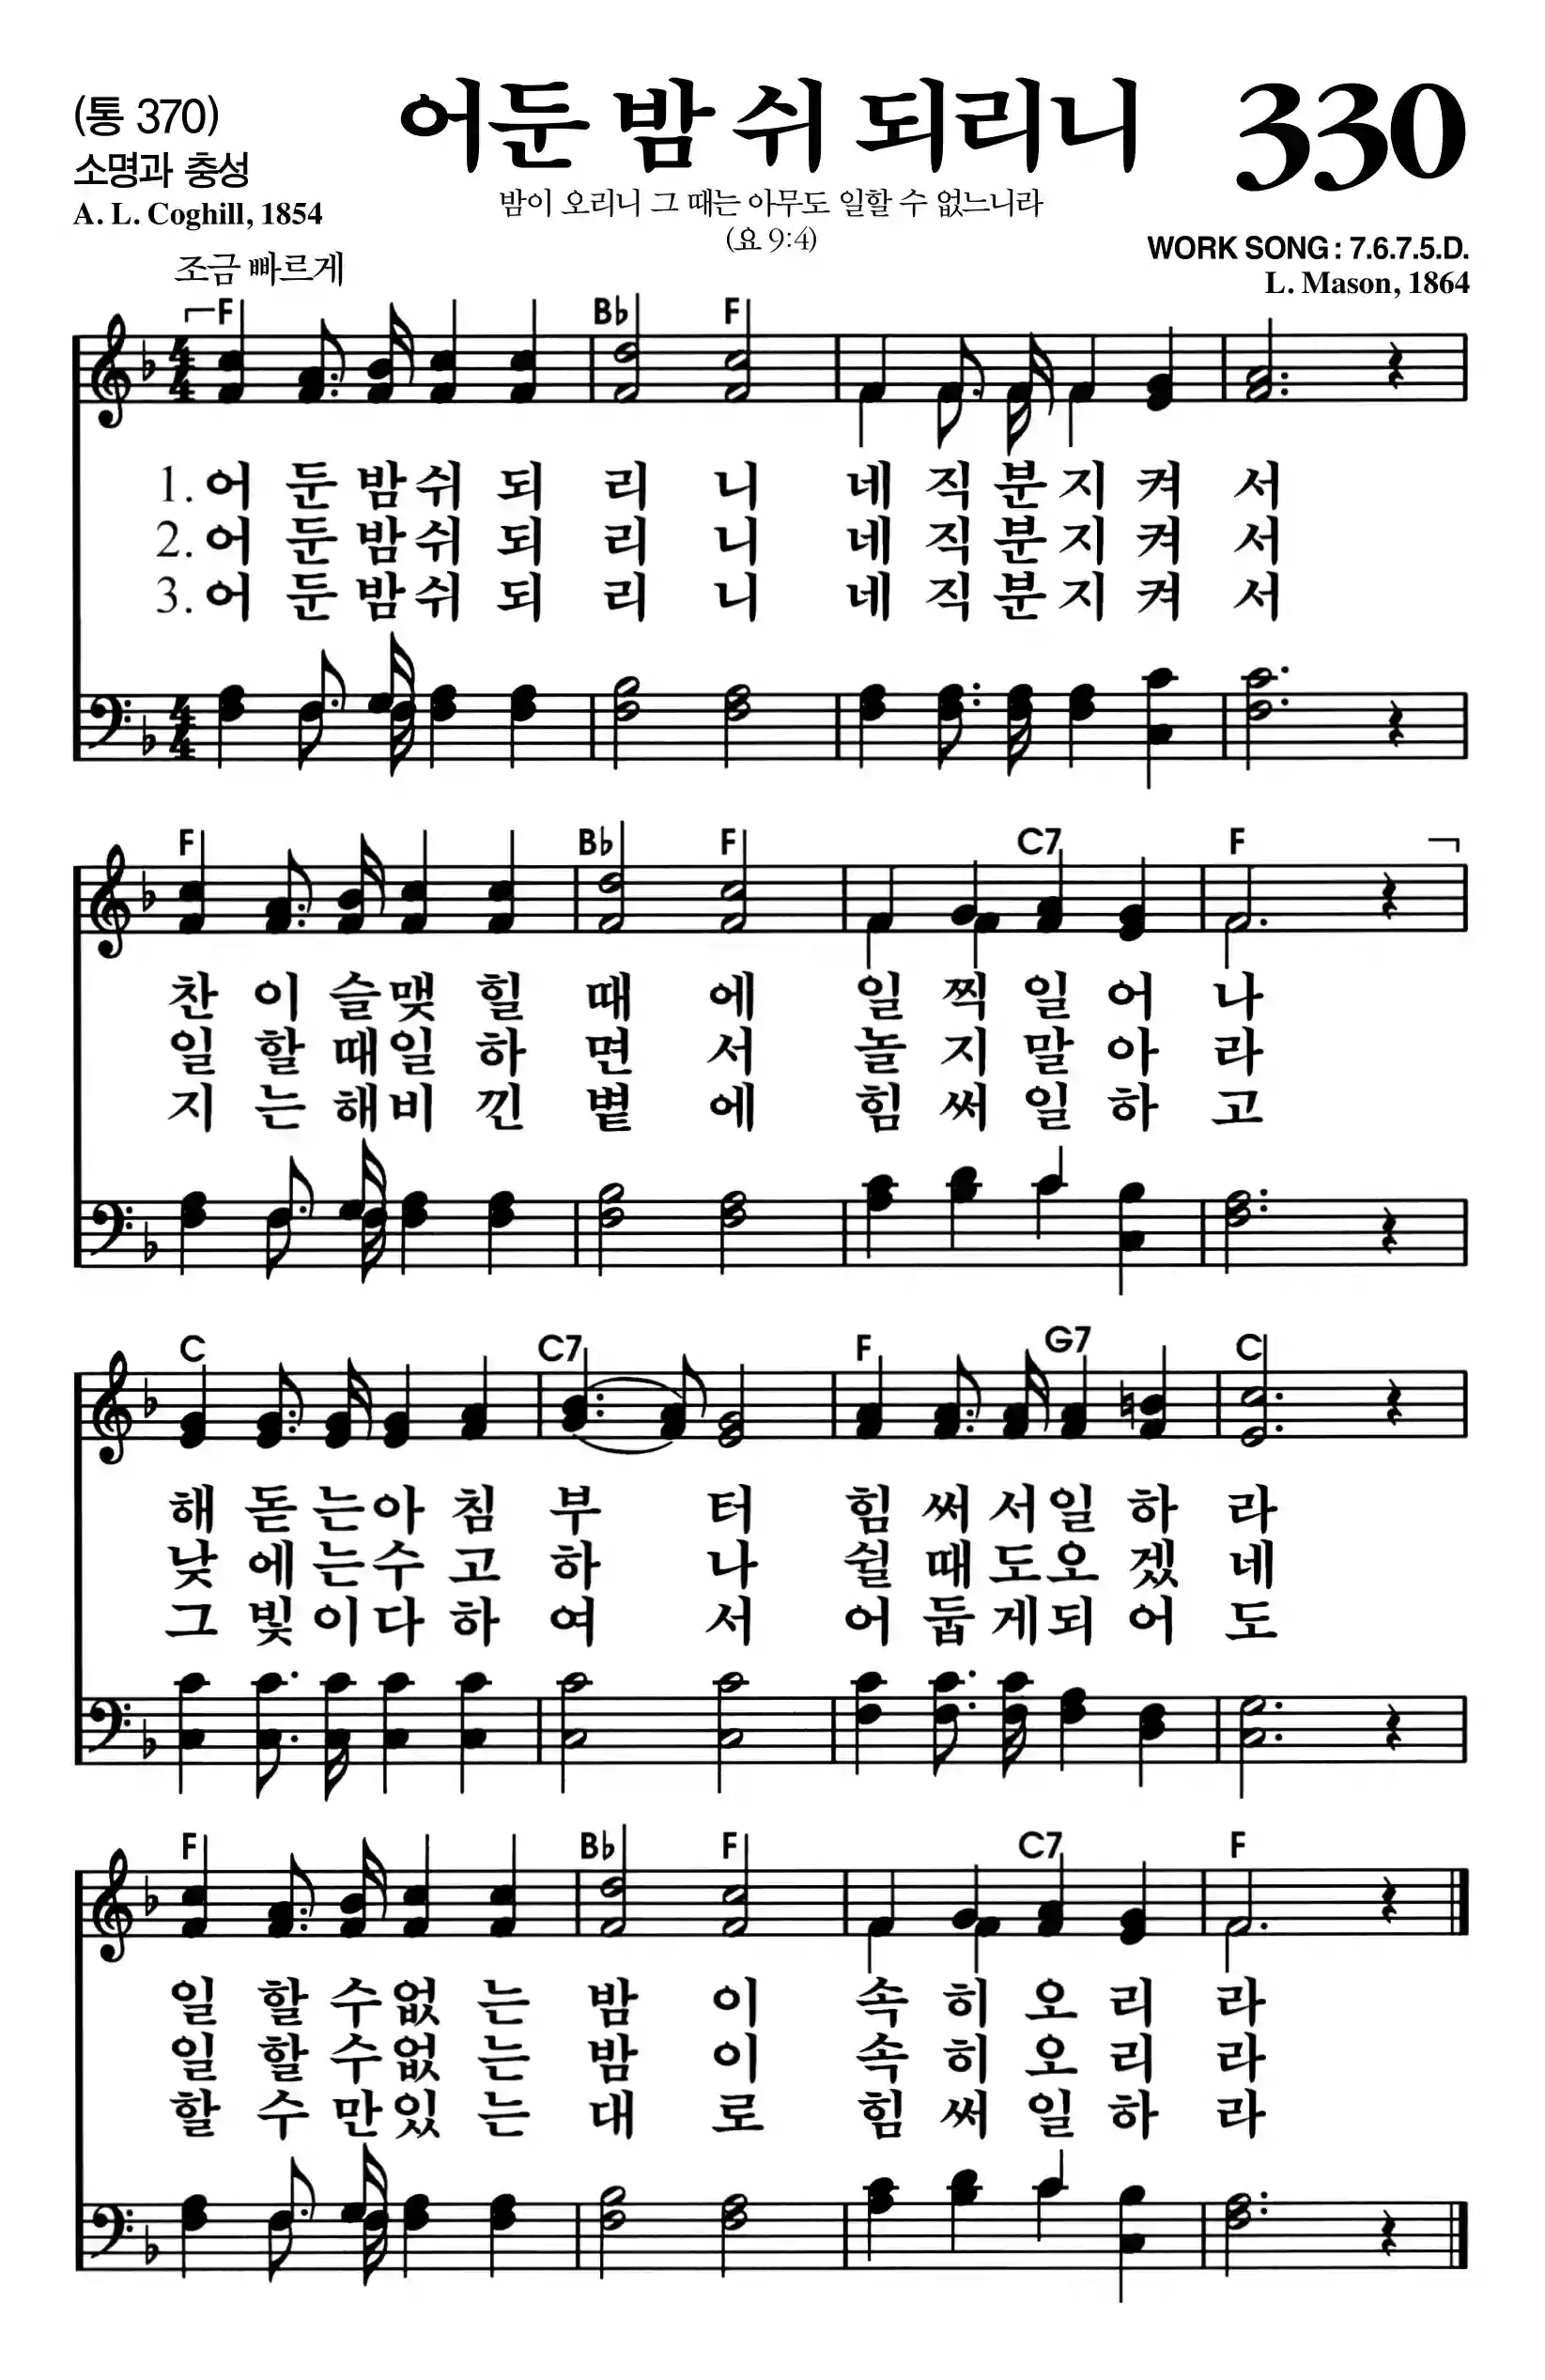 (통 370)
어둔 밤 쉬 되리니
330
소명과 충성
A. L. Coghill, 1854
밤이 오리니 그 때는 아무도 일할 수 없느니라
(요 9:4)
WORK SONG : 7.6.7.5.D.
L. Mason, 1864
조금 빠르게
F B♭ F
1. 어 둔 밤 쉬 되 리 니 네 직 분 지 켜 서
2. 어 둔 밤 쉬 되 리 니 네 직 분 지 켜 서
3. 어 둔 밤 쉬 되 리 니 네 직 분 지 켜 서
F B♭ F C7 F
찬 이 슬 맺 힐 때 에 일 찍 일 어 나
일 할 때 일 하 면 서 놀 지 말 아 라
지 는 해 비 낀 볕 에 힘 써 일 하 고
C C7 F G7 C
해 돋 는 아 침 부 터 힘 써 서 일 하 라
낮 에 는 수 고 하 나 쉴 때 도 오 겠 네
그 빛 이 다 하 여 서 어 둡 게 되 어 도
F B♭ F C7 F
일 할 수 없 는 밤 이 속 히 오 리 라
일 할 수 없 는 밤 이 속 히 오 리 라
할 수 만 있 는 대 로 힘 써 일 하 라